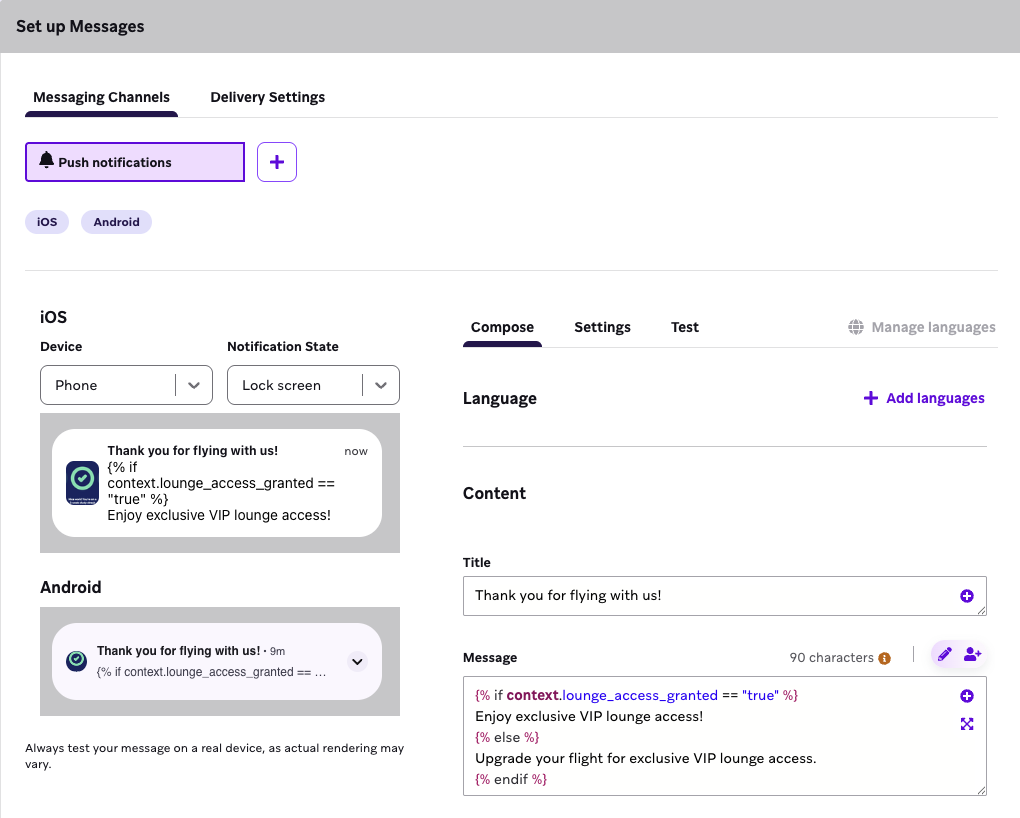 Set up Messages
Messaging Channels
Delivery Settings
Push notifications
iOS
Android
iOS
Device
Notification State
Phone
Lock screen
Thank you for flying with us!
now
{% if
context.lounge_access_granted ==
"true" %}
Enjoy exclusive VIP lounge access!
Android
Thank you for flying with us! · 9m
{% if context.lounge_access_granted == …
Always test your message on a real device, as actual rendering may
vary.
Compose
Settings
Test
Manage languages
Language
Add languages
Content
Title
Thank you for flying with us!
Message
90 characters
{% if context.lounge_access_granted == "true" %}
Enjoy exclusive VIP lounge access!
{% else %}
Upgrade your flight for exclusive VIP lounge access.
{% endif %}